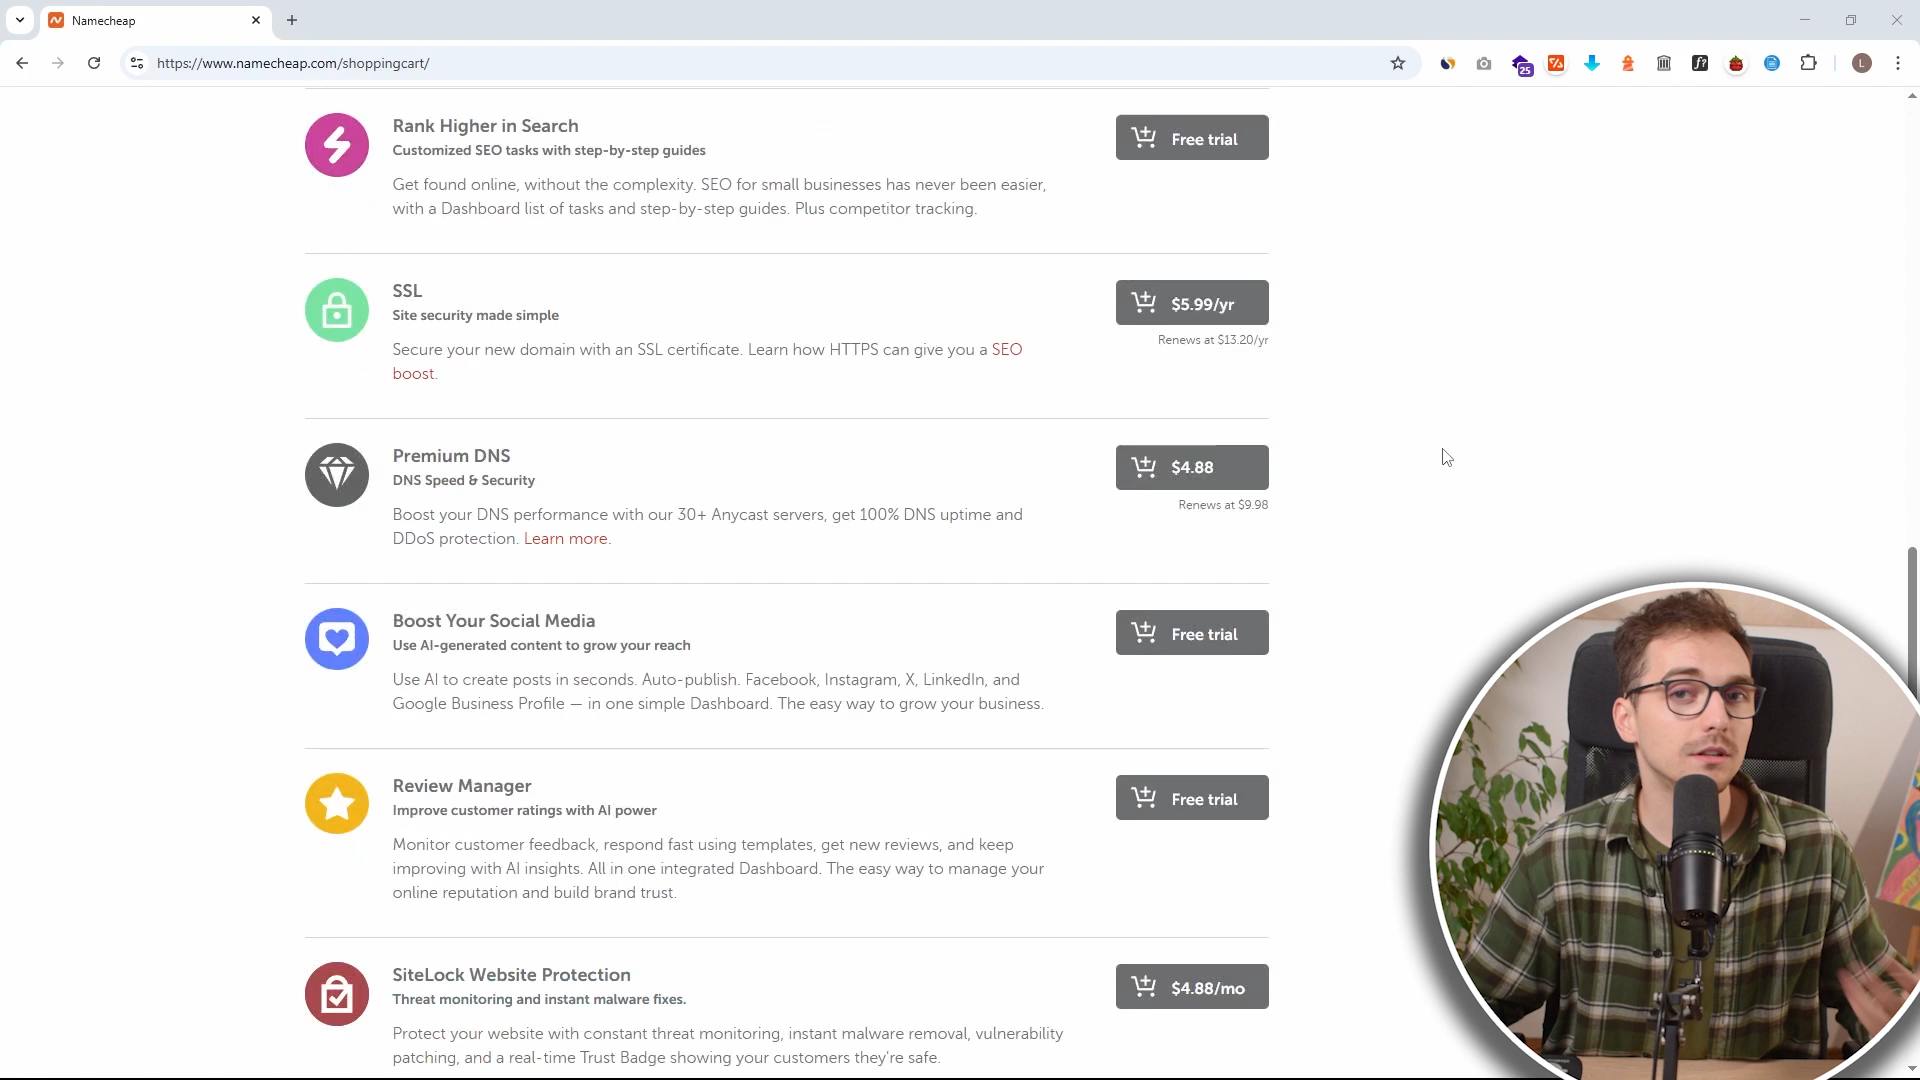 Namecheap
https://www.namecheap.com/shoppingcart/
25
f?
L
Rank Higher in Search
Customized SEO tasks with step-by-step guides
Get found online, without the complexity. SEO for small businesses has never been easier,
with a Dashboard list of tasks and step-by-step guides. Plus competitor tracking.
Free trial
SSL
Site security made simple
Secure your new domain with an SSL certificate. Learn how HTTPS can give you a SEO
boost.
$5.99/yr
Renews at $13.20/yr
Premium DNS
DNS Speed & Security
Boost your DNS performance with our 30+ Anycast servers, get 100% DNS uptime and
DDoS protection. Learn more.
$4.88
Renews at $9.98
Boost Your Social Media
Use AI-generated content to grow your reach
Use AI to create posts in seconds. Auto-publish. Facebook, Instagram, X, LinkedIn, and
Google Business Profile — in one simple Dashboard. The easy way to grow your business.
Free trial
Review Manager
Improve customer ratings with AI power
Monitor customer feedback, respond fast using templates, get new reviews, and keep
improving with AI insights. All in one integrated Dashboard. The easy way to manage your
online reputation and build brand trust.
Free trial
SiteLock Website Protection
Threat monitoring and instant malware fixes.
Protect your website with constant threat monitoring, instant malware removal, vulnerability
patching, and a real-time Trust Badge showing your customers they're safe.
$4.88/mo